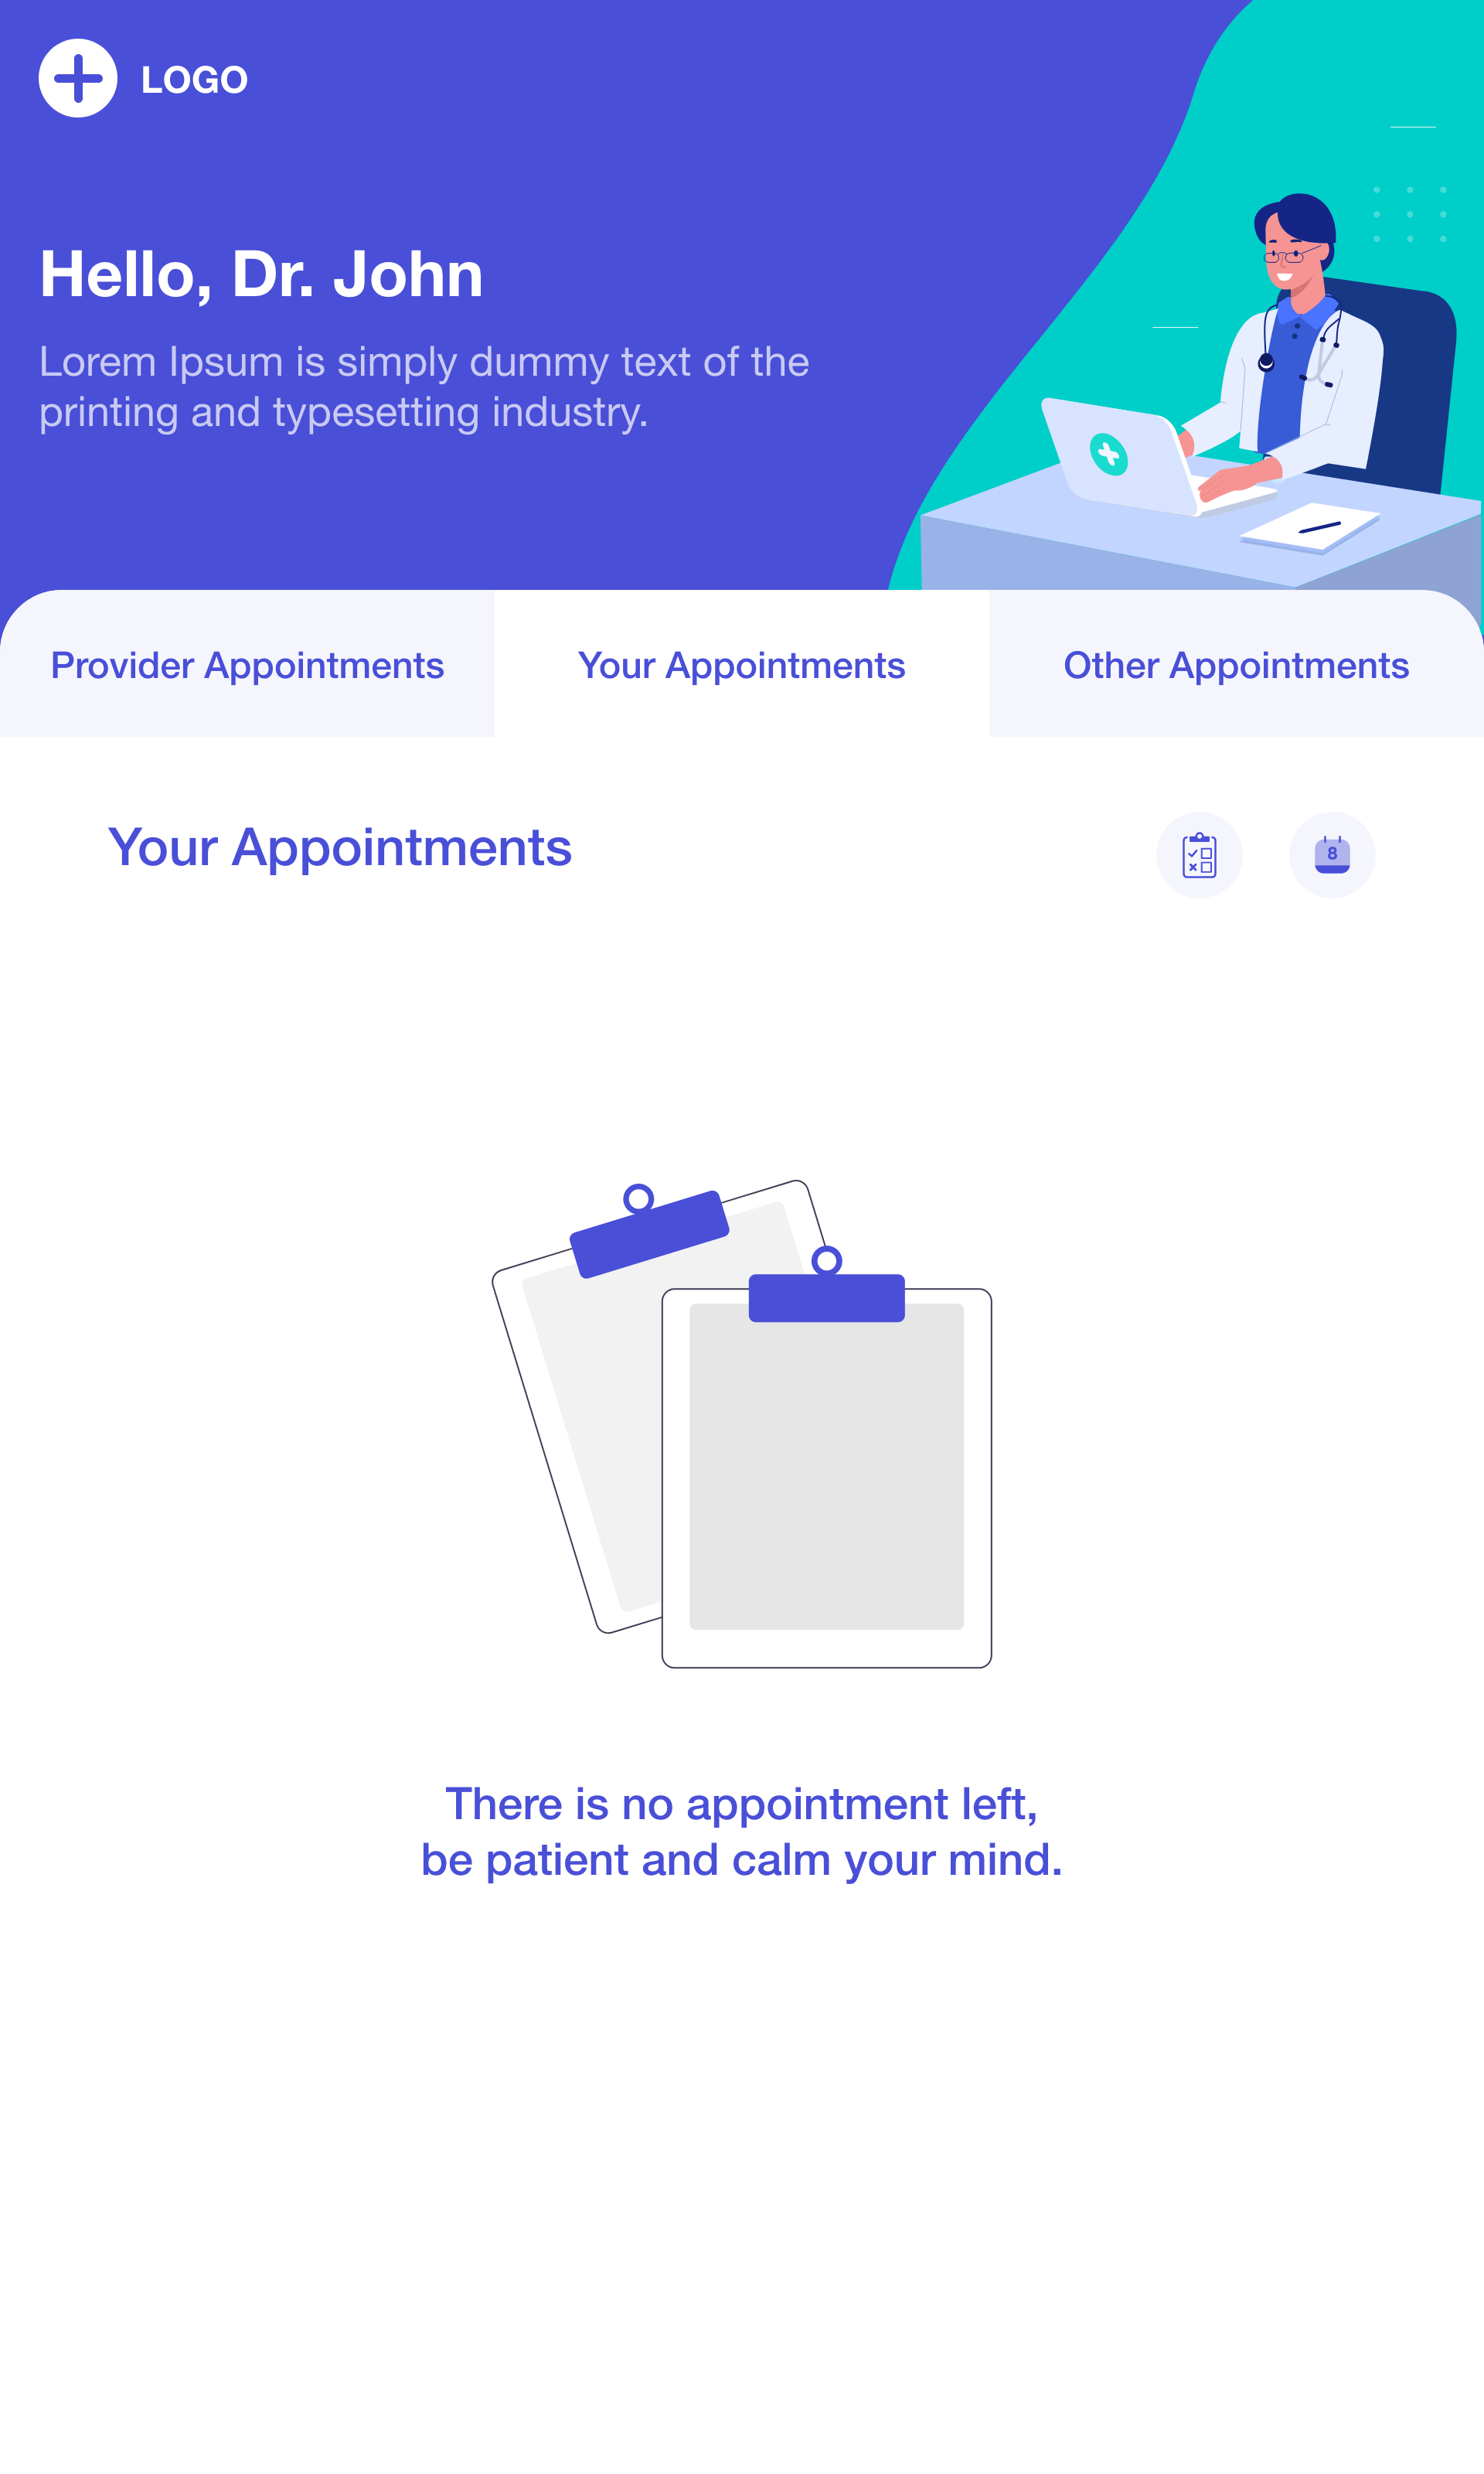 LOGO
Hello, Dr. John
Lorem Ipsum is simply dummy text of the
printing and typesetting industry.
Provider Appointments
Your Appointments
Other Appointments
Your Appointments
8
There is no appointment left,
be patient and calm your mind.